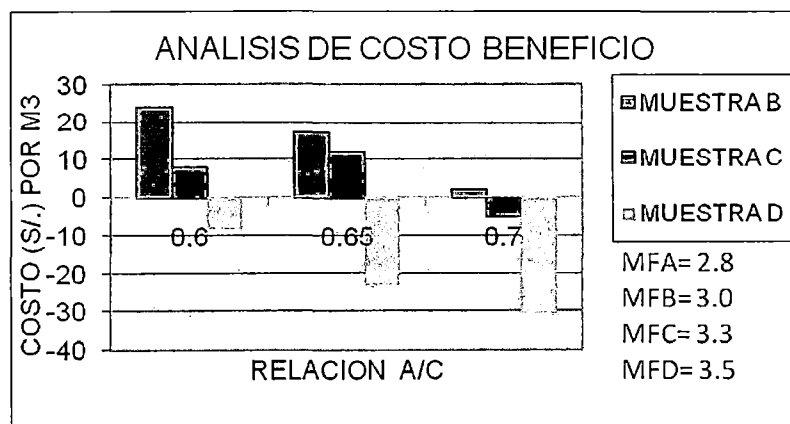 ANALISIS DE COSTO BENEFICIO
COSTO (S/.) POR M3
30
20
10
0
-10
-20
-30
-40
0.6
0.65
0.7
RELACION A/C
MUESTRA B
MUESTRA C
MUESTRA D
MFA= 2.8
MFB= 3.0
MFC= 3.3
MFD= 3.5